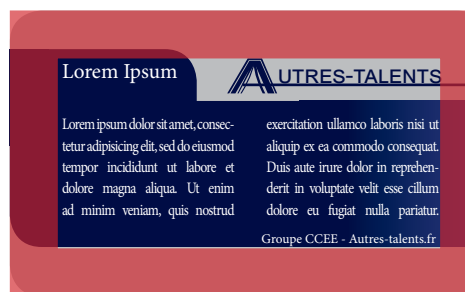 Lorem Ipsum
AUTRES-TALENTS
Lorem ipsum dolor sit amet, consec-
tetur adipisicing elit, sed do eiusmod
tempor incididunt ut labore et
dolore magna aliqua. Ut enim
ad minim veniam, quis nostrud
exercitation ullamco laboris nisi ut
aliquip ex ea commodo consequat.
Duis aute irure dolor in reprehen-
derit in voluptate velit esse cillum
dolore eu fugiat nulla pariatur.
Groupe CCEE - Autres-talents.fr